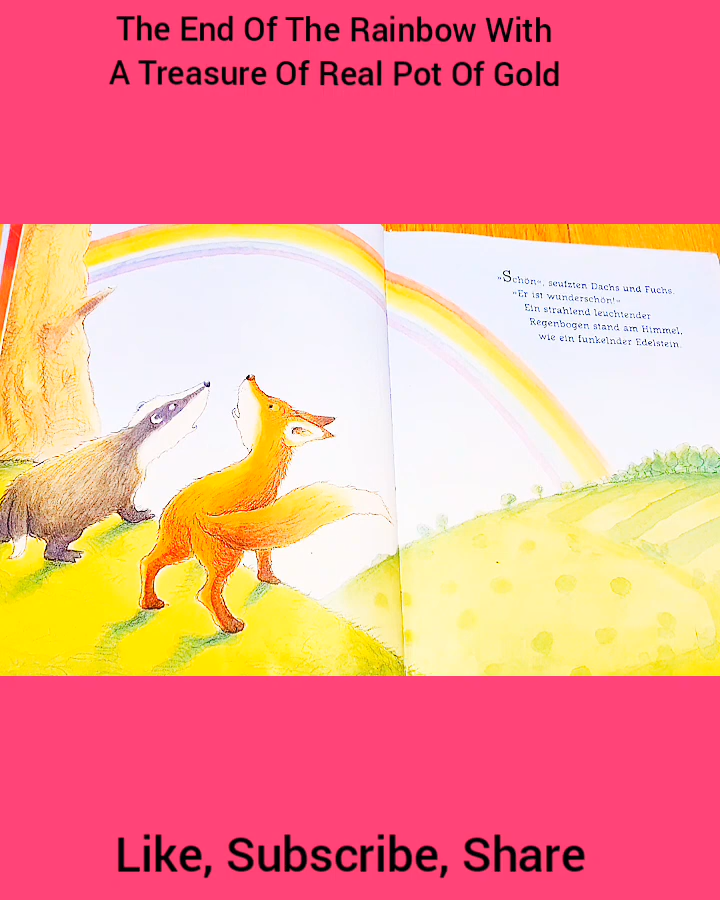 The End Of The Rainbow With
A Treasure Of Real Pot Of Gold
»Schön«, seufzten Dachs und Fuchs.
»Er ist wunderschön!«
Ein strahlend leuchtender
Regenbogen stand am Himmel,
wie ein funkelnder Edelstein.
Like, Subscribe, Share